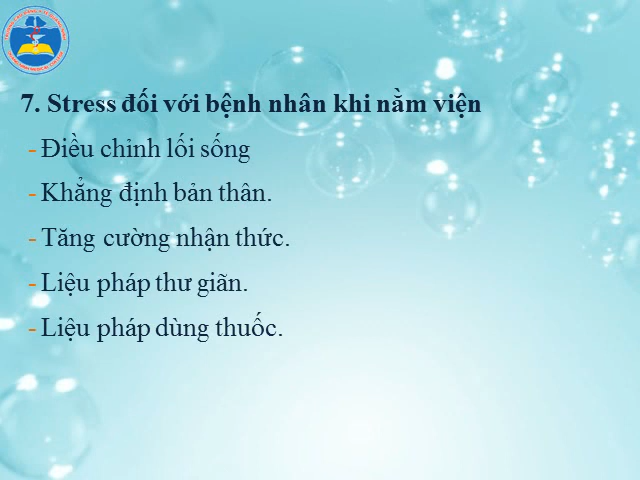 7. Stress đối với bệnh nhân khi nằm viện
- Điều chỉnh lối sống
- Khẳng định bản thân.
- Tăng cường nhận thức.
- Liệu pháp thư giãn.
- Liệu pháp dùng thuốc.